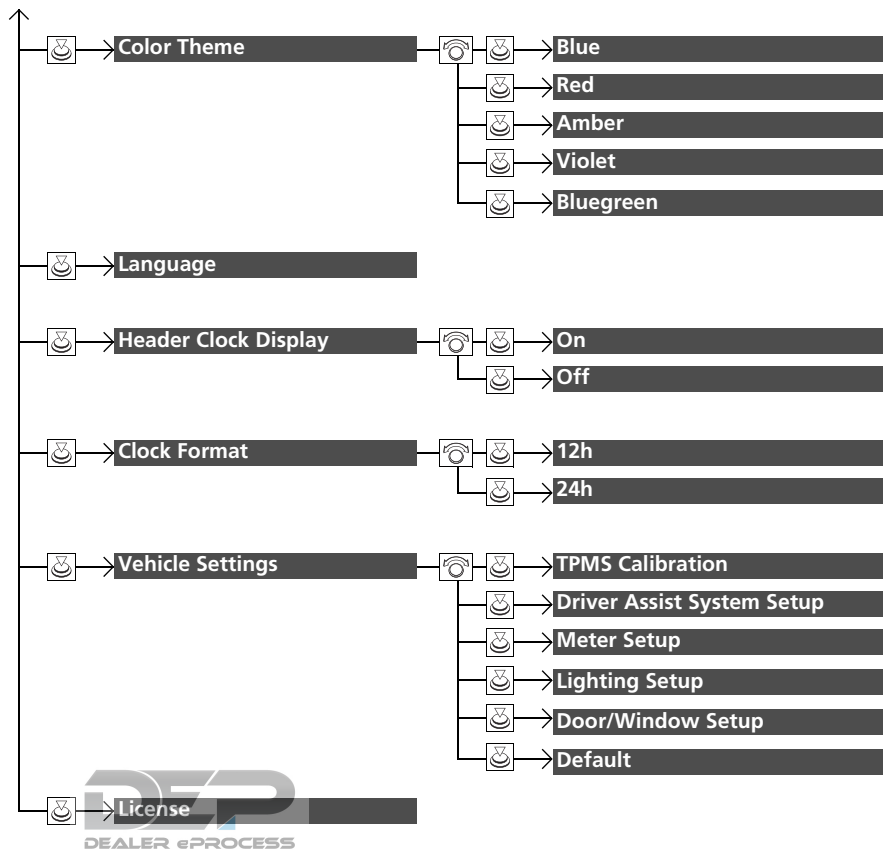 Color Theme
Blue
Red
Amber
Violet
Bluegreen
Language
Header Clock Display
On
Off
Clock Format
12h
24h
Vehicle Settings
TPMS Calibration
Driver Assist System Setup
Meter Setup
Lighting Setup
Door/Window Setup
Default
License
DEP
DEALER ePROCESS